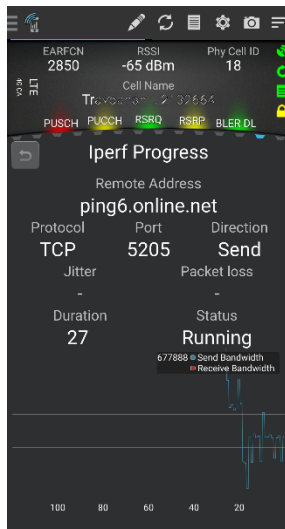 EARFCN RSSI Phy Cell ID
2850 -65 dBm 18
LTE
4G CA
Cell Name
PUSCH PUCCH RSRQ RSRP BLER DL
Iperf Progress
Remote Address
ping6.online.net
Protocol Port Direction
TCP 5205 Send
Jitter Packet loss
- -
Duration Status
27 Running
677888 Send Bandwidth
Receive Bandwidth
100 80 60 40 20